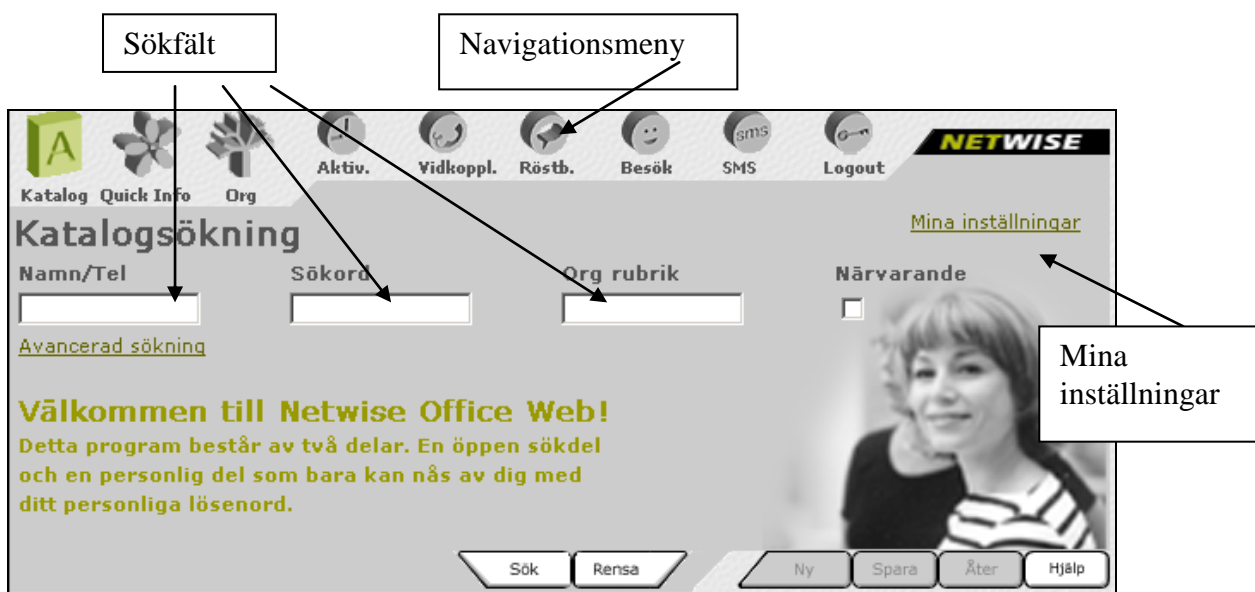 Sökfält
Navigationsmeny
A
sms
Aktiv.
Vidkoppl.
Röstb.
Besök
SMS
Logout
NETWISE
Katalog
Quick Info
Org
Katalogsökning
Mina inställningar
Namn/Tel
Sökord
Org rubrik
Närvarande
Avancerad sökning
Mina
inställningar
Välkommen till Netwise Office Web!
Detta program består av två delar. En öppen sökdel
och en personlig del som bara kan nås av dig med
ditt personliga lösenord.
Sök
Rensa
Ny
Spara
Åter
Hjälp